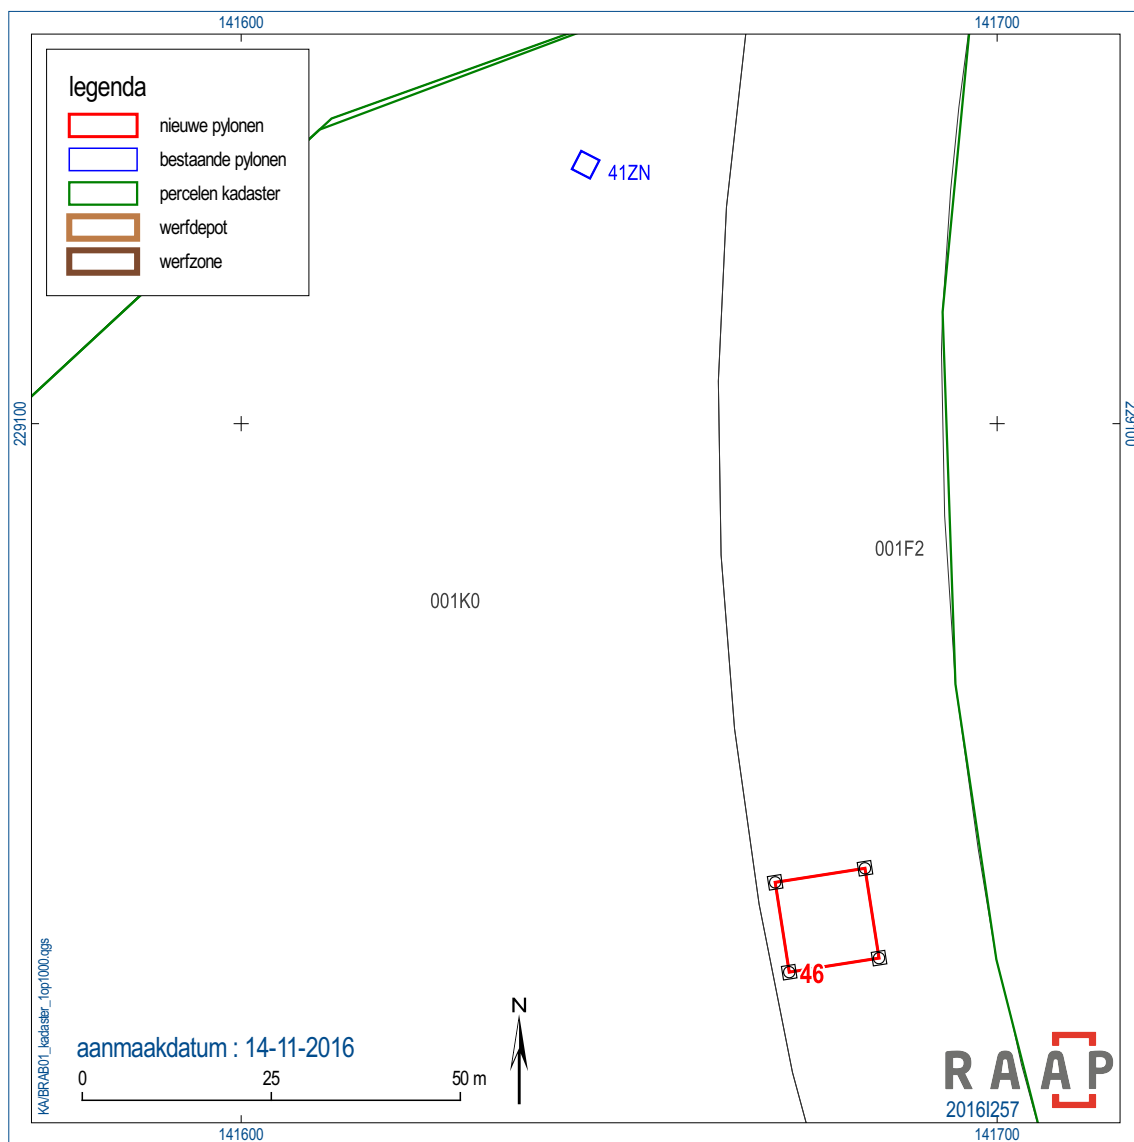 141600
141700
legenda
nieuwe pylonen
bestaande pylonen
percelen kadaster
werfdepot
werfzone
41ZN
229100
229100
001F2
001K0
46
KA/BRAB01_kadaster_1op1000.qgs
N
aanmaakdatum : 14-11-2016
0
25
50 m
RAAP
2016I257
141600
141700